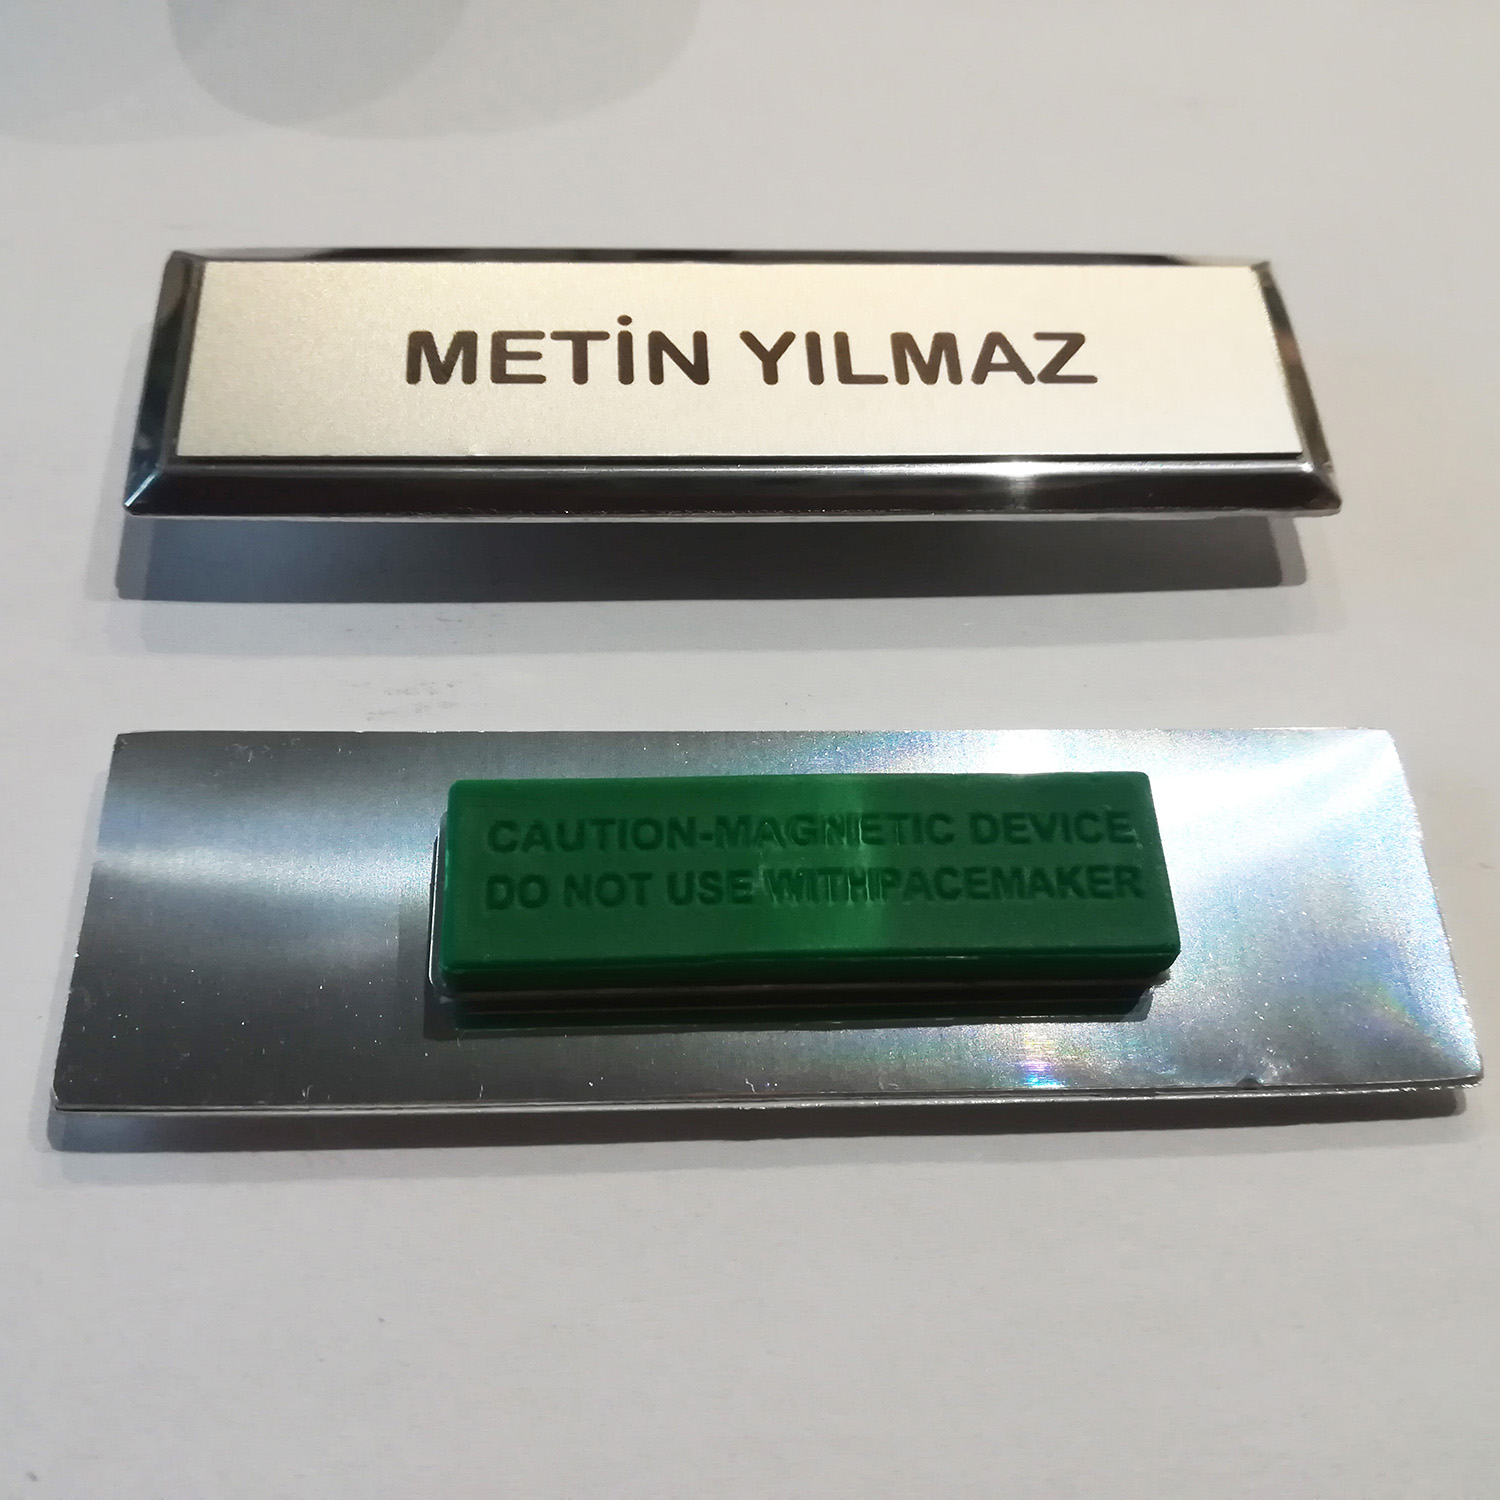 METİN YILMAZ
CAUTION-MAGNETIC DEVICE
DO NOT USE WITHPACEMAKER